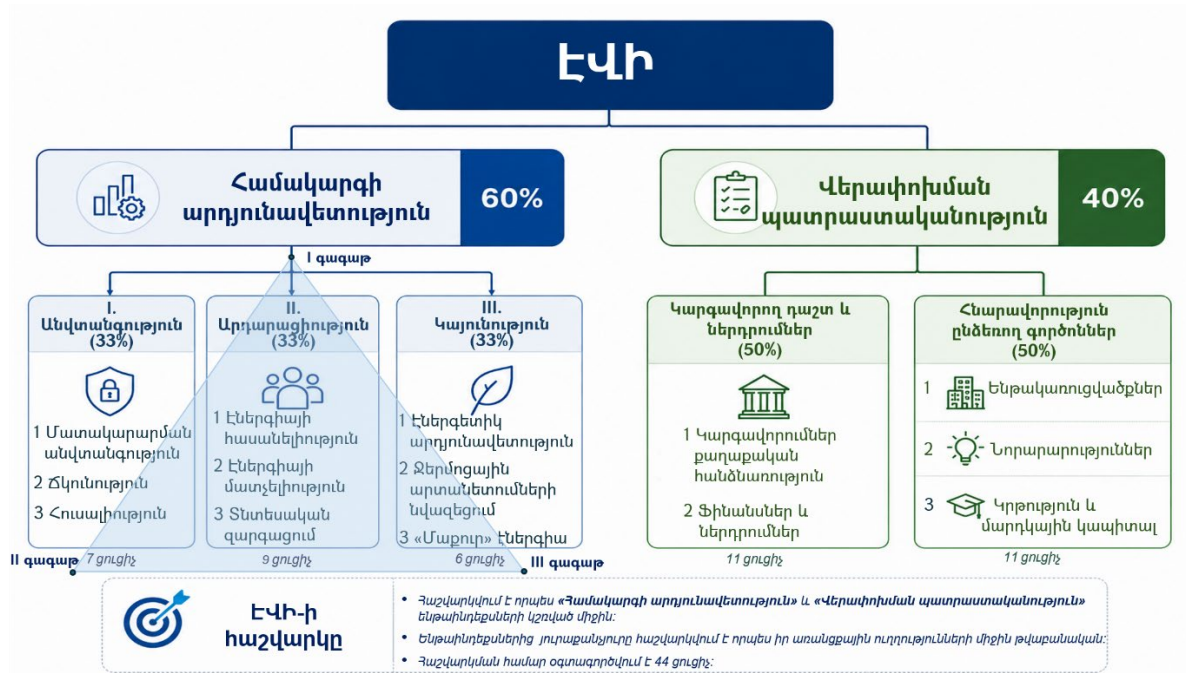 ԷՎԻ
Համակարգի
արդյունավետություն
60%
Վերափոխման
պատրաստականություն
40%
I գագաթ
I.
Անվտանգություն
(33%)
1 Մատակարարման
անվտանգություն
2 Ճկունություն
3 Հուսալիություն
7 ցուցիչ
II.
Արդարացիություն
(33%)
1 Էներգիայի
հասանելիություն
2 Էներգիայի
մատչելիություն
3 Տնտեսական
զարգացում
9 ցուցիչ
III.
Կայունություն
(33%)
1 Էներգետիկ
արդյունավետություն
2 Ջերմոցային
արտանետումների
նվազեցում
3 «Մաքուր» էներգիա
6 ցուցիչ
II գագաթ
III գագաթ
Կարգավորող դաշտ և
ներդրումներ
(50%)
1 Կարգավորումներ
քաղաքական
հանձնառություն
2 Ֆինանսներ և
ներդրումներ
11 ցուցիչ
Հնարավորություն
ընձեռող գործոններ
(50%)
1 Ենթակառուցվածքներ
2 Նորարարություններ
3 Կրթություն և
մարդկային կապիտալ
11 ցուցիչ
ԷՎԻ-ի
հաշվարկը
• Հաշվարկվում է որպես «Համակարգի արդյունավետություն» և «Վերափոխման պատրաստականություն»
ենթաինդեքսների կշռված միջին:
• Ենթաինդեքսներից յուրաքանչյուրը հաշվարկվում է որպես իր առանցքային ուղղությունների միջին թվաբանական:
• Հաշվարկման համար օգտագործվում է 44 ցուցիչ: